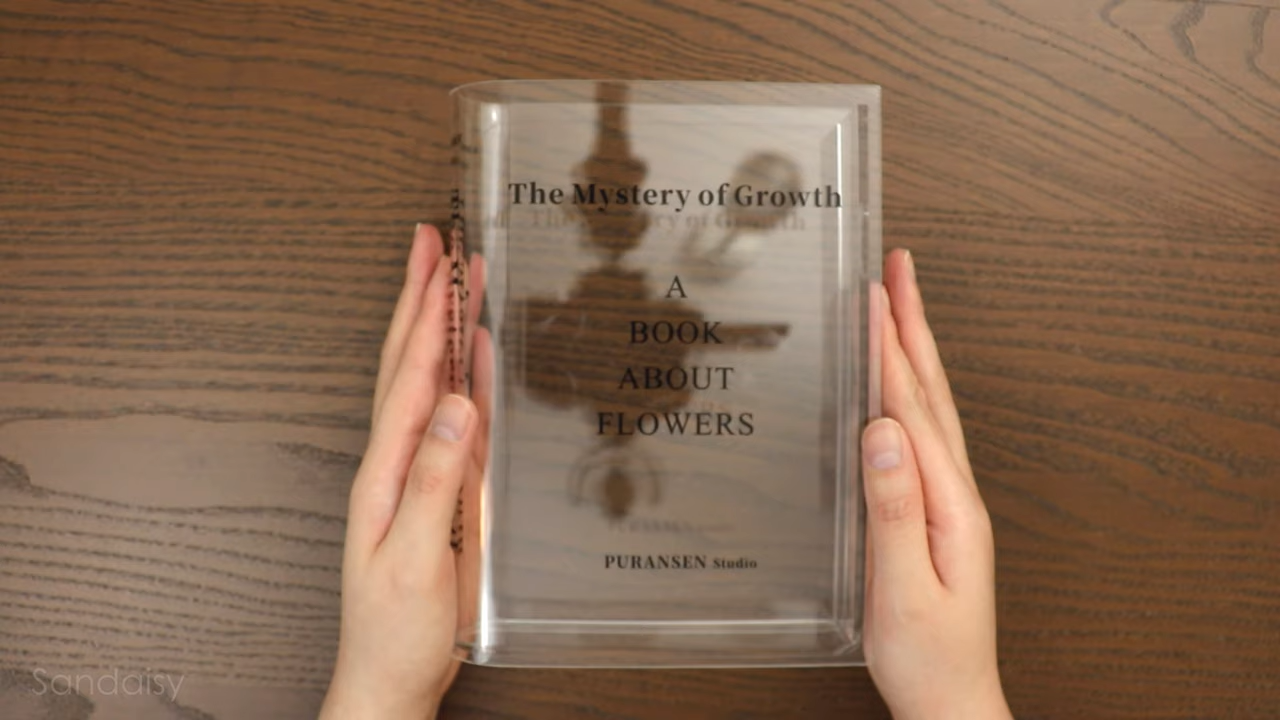 The Mystery of Growth
A
BOOK
ABOUT
FLOWERS
PURANSEN Studio
Sandaisy